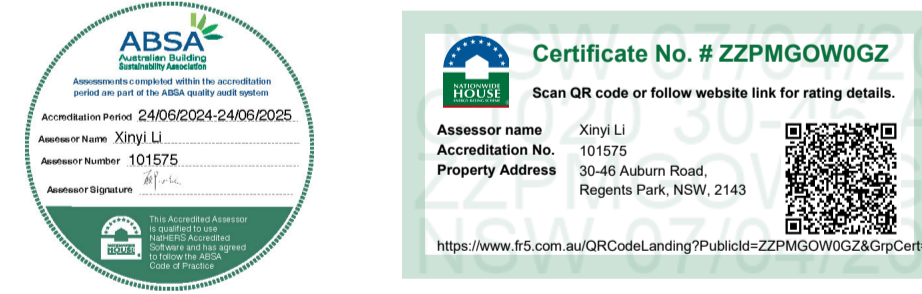 ABSA
Australian Building
Sustainability Association
Assessments completed within the accreditation
period are part of the ABSA quality audit system
Accreditation Period 24/06/2024-24/06/2025
Assessor Name Xinyi Li
Assessor Number 101575
Assessor Signature
NATIONWIDE
HOUSE
This Accredited Assessor
is qualified to use
NatHERS Accredited
Software and has agreed
to follow the ABSA
Code of Practice
NATIONWIDE
HOUSE
ENERGY RATING SCHEME
Certificate No. # ZZPMGOW0GZ
Scan QR code or follow website link for rating details.
Assessor name Xinyi Li
Accreditation No. 101575
Property Address 30-46 Auburn Road,
Regents Park, NSW, 2143
https://www.fr5.com.au/QRCodeLanding?PublicId=ZZPMGOW0GZ&GrpCert=